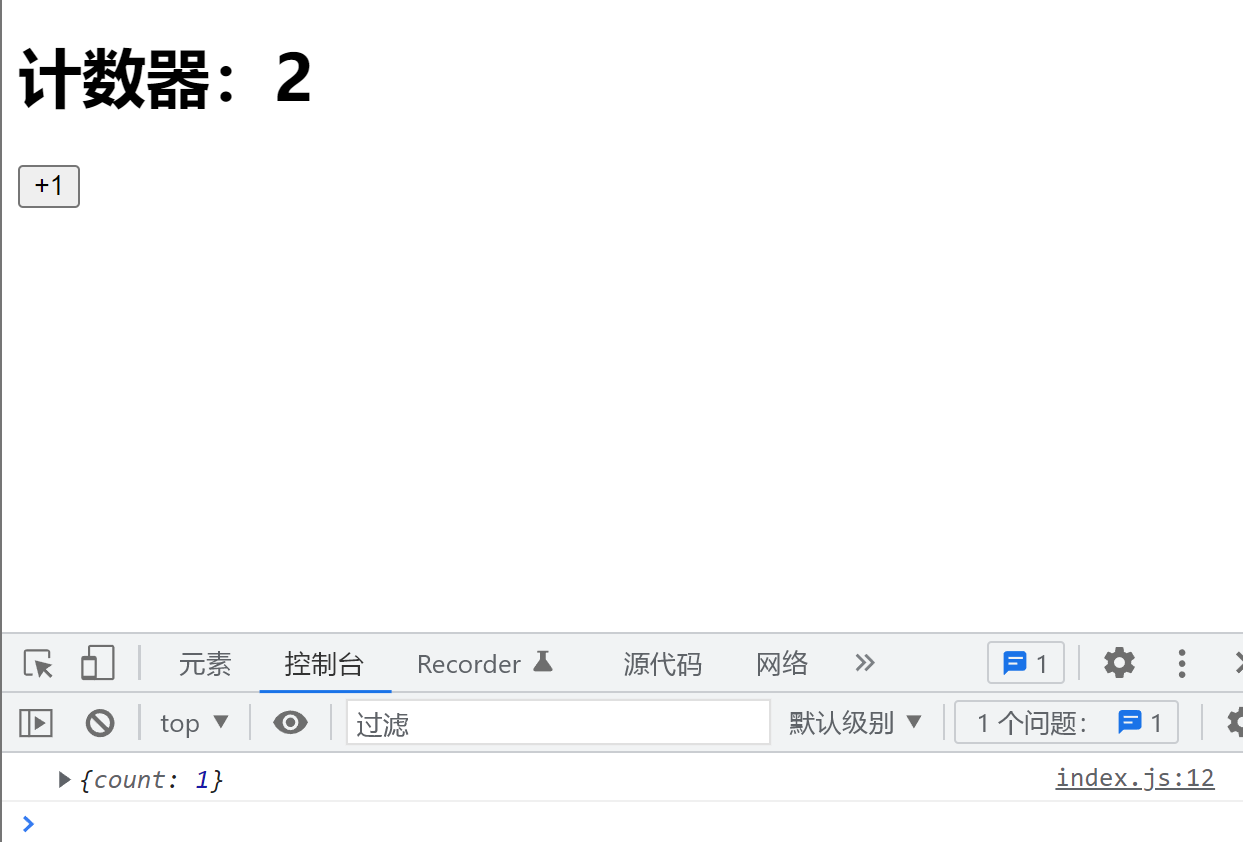 计数器：2
+1
元素 控制台 Recorder 源代码 网络 1
top 过滤 默认级别 1 个问题： 1
{count: 1} index.js:12